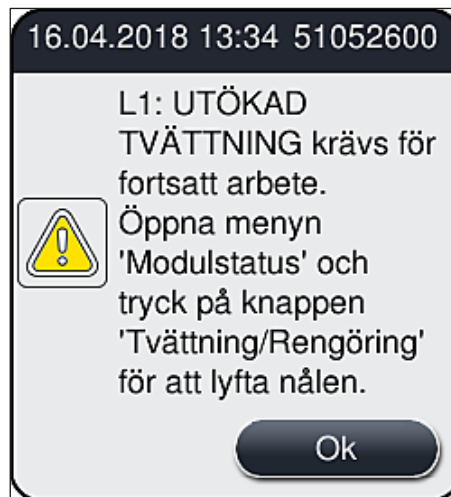 16.04.2018 13:34 51052600
L1: UTÖKAD
TVÄTTNING krävs för
fortsatt arbete.
Öppna menyn
'Modulstatus' och
tryck på knappen
'Tvättning/Rengöring'
för att lyfta nålen.
Ok